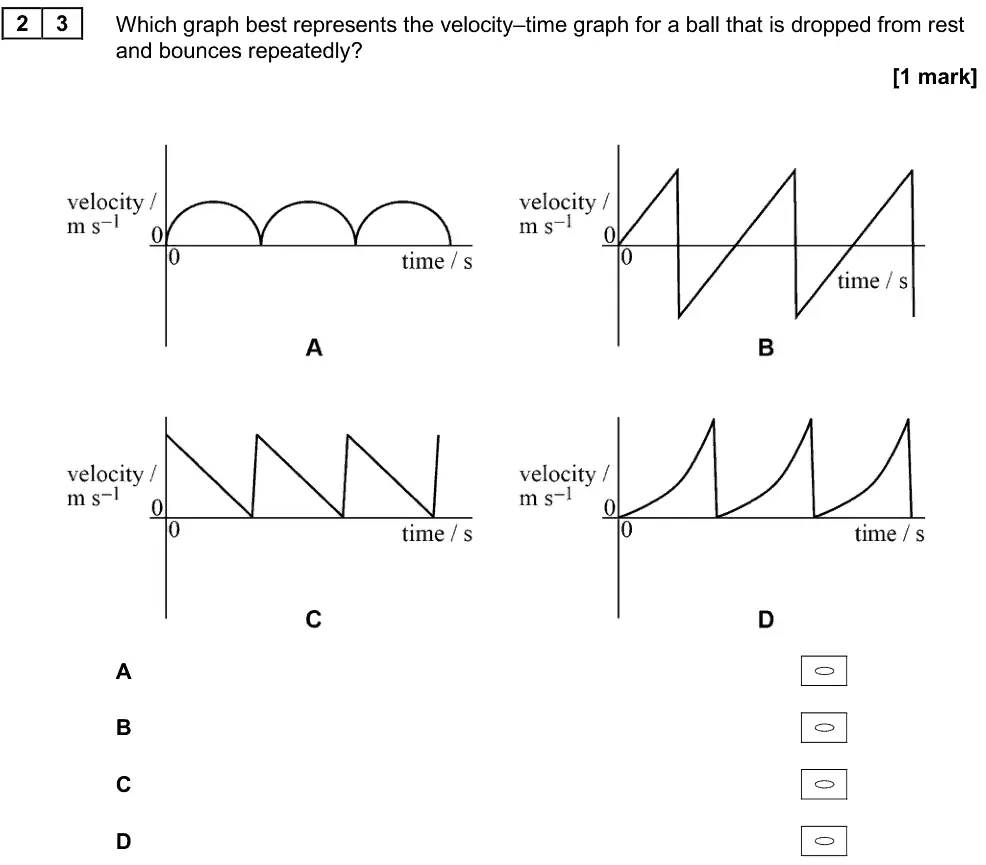 2 3 Which graph best represents the velocity–time graph for a ball that is dropped from rest
and bounces repeatedly?
[1 mark]
velocity /
m s–1
0
0
time / s
A
velocity /
m s–1
0
0
time / s
B
velocity /
m s–1
0
0
time / s
C
velocity /
m s–1
0
0
time / s
D
A
B
C
D